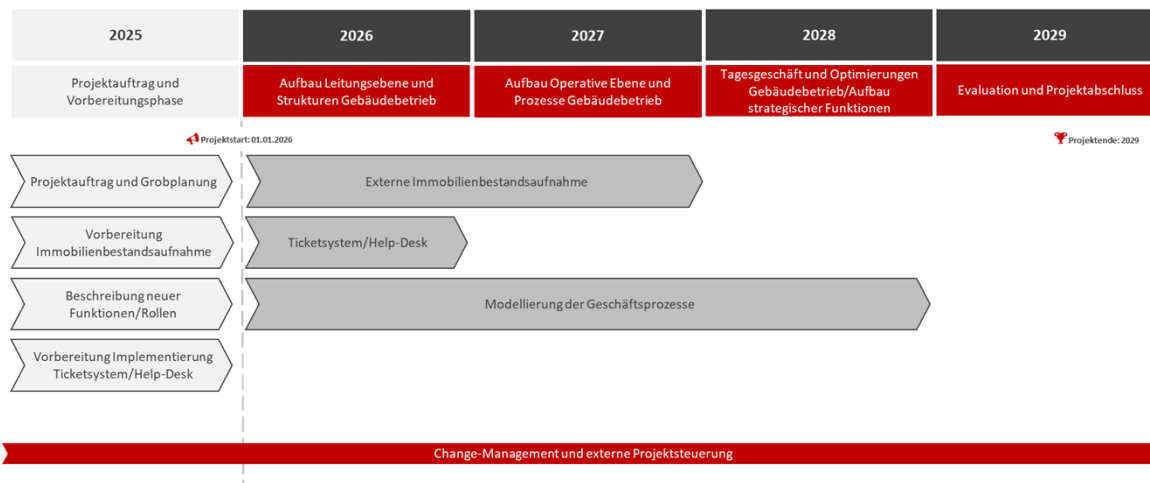 2025
2026
2027
2028
2029
Projektauftrag und
Vorbereitungsphase
Aufbau Leitungsebene und
Strukturen Gebäudebetrieb
Aufbau Operative Ebene und
Prozesse Gebäudebetrieb
Tagesgeschäft und Optimierungen
Gebäudebetrieb/Aufbau
strategischer Funktionen
Evaluation und Projektabschluss
Projektstart: 01.01.2026
Projektende: 2029
Projektauftrag und Grobplanung
Externe Immobilienbestandsaufnahme
Vorbereitung
Immobilienbestandsaufnahme
Ticketsystem/Help-Desk
Beschreibung neuer
Funktionen/Rollen
Modellierung der Geschäftsprozesse
Vorbereitung Implementierung
Ticketsystem/Help-Desk
Change-Management und externe Projektsteuerung